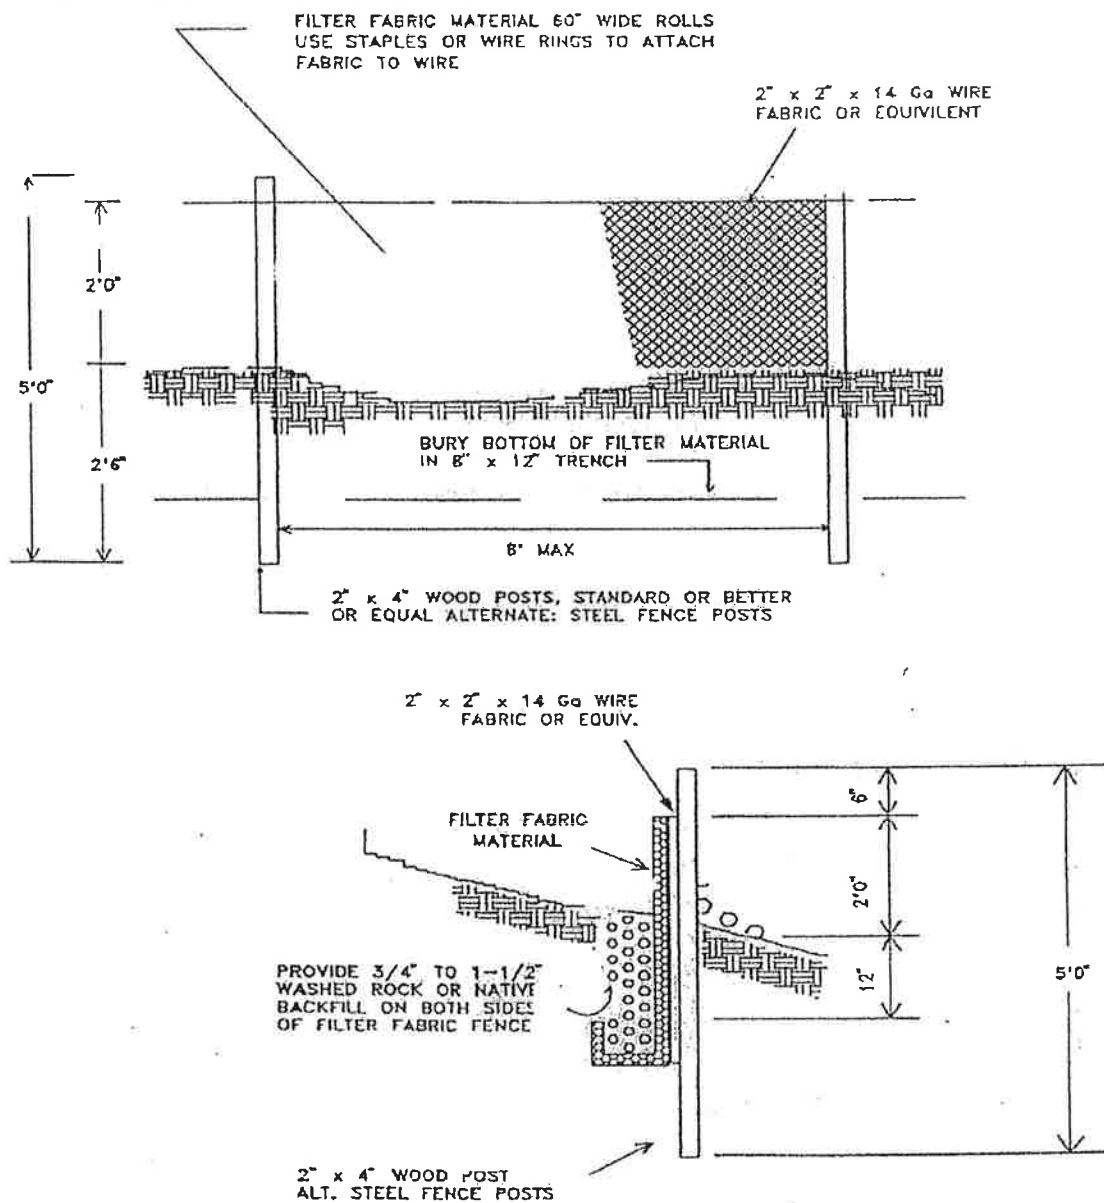 FILTER FABRIC MATERIAL 60" WIDE ROLLS
USE STAPLES OR WIRE RINGS TO ATTACH
FABRIC TO WIRE
2" x 2" x 14 Ga WIRE
FABRIC OR EQUIVILENT
2'0"
5'0"
2'6"
BURY BOTTOM OF FILTER MATERIAL
IN 8" x 12" TRENCH
8' MAX
2" x 4" WOOD POSTS, STANDARD OR BETTER
OR EQUAL ALTERNATE: STEEL FENCE POSTS
2" x 2" x 14 Ga WIRE
FABRIC OR EQUIV.
6"
FILTER FABRIC
MATERIAL
2'0"
12"
5'0"
PROVIDE 3/4" TO 1-1/2"
WASHED ROCK OR NATIVE
BACKFILL ON BOTH SIDES
OF FILTER FABRIC FENCE
2" x 4" WOOD POST
ALT. STEEL FENCE POSTS